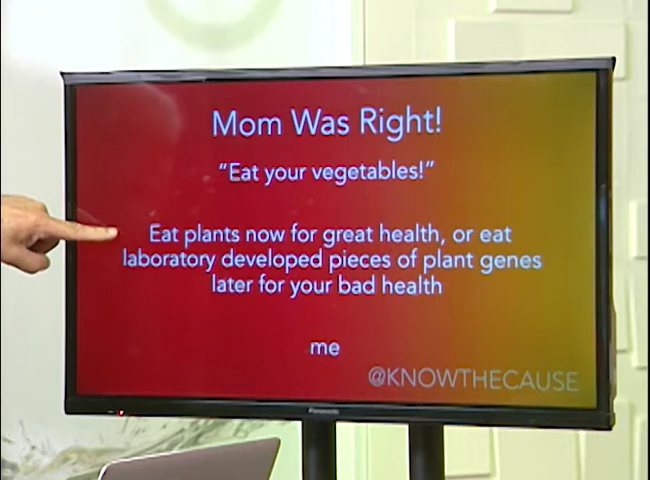 Mom Was Right!
“Eat your vegetables!”
Eat plants now for great health, or eat
laboratory developed pieces of plant genes
later for your bad health
me
@KNOWTHECAUSE
Panasonic